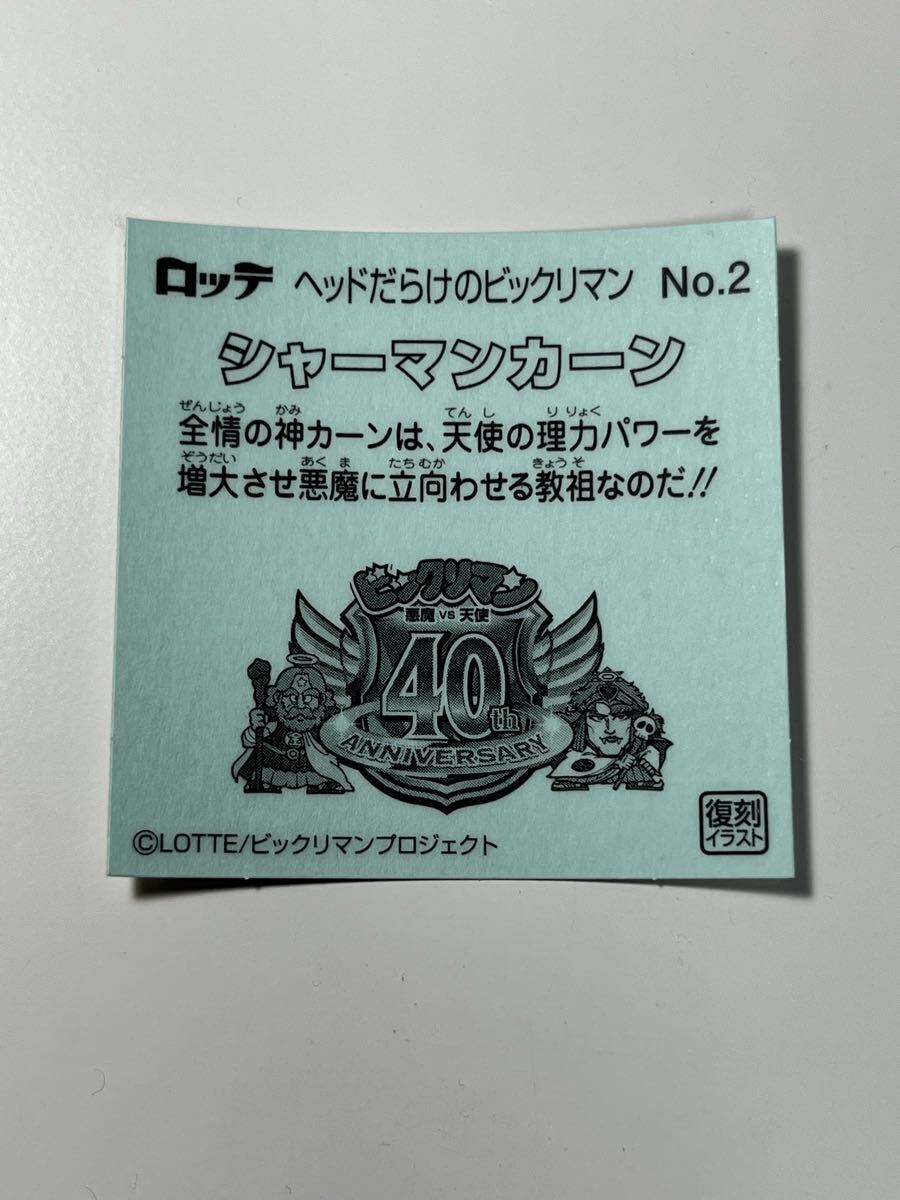 ロッテ ヘッドだらけのビックリマン No.2
シャーマンカーン
ぜんじょう かみ てんし りりょく
全情の神カーンは、天使の理力パワーを
ぞうだい あくま たちむか きょうそ
増大させ悪魔に立向わせる教祖なのだ!!
ビックリマン
悪魔 VS 天使
40th
ANNIVERSARY
©LOTTE/ビックリマンプロジェクト
復刻
イラスト